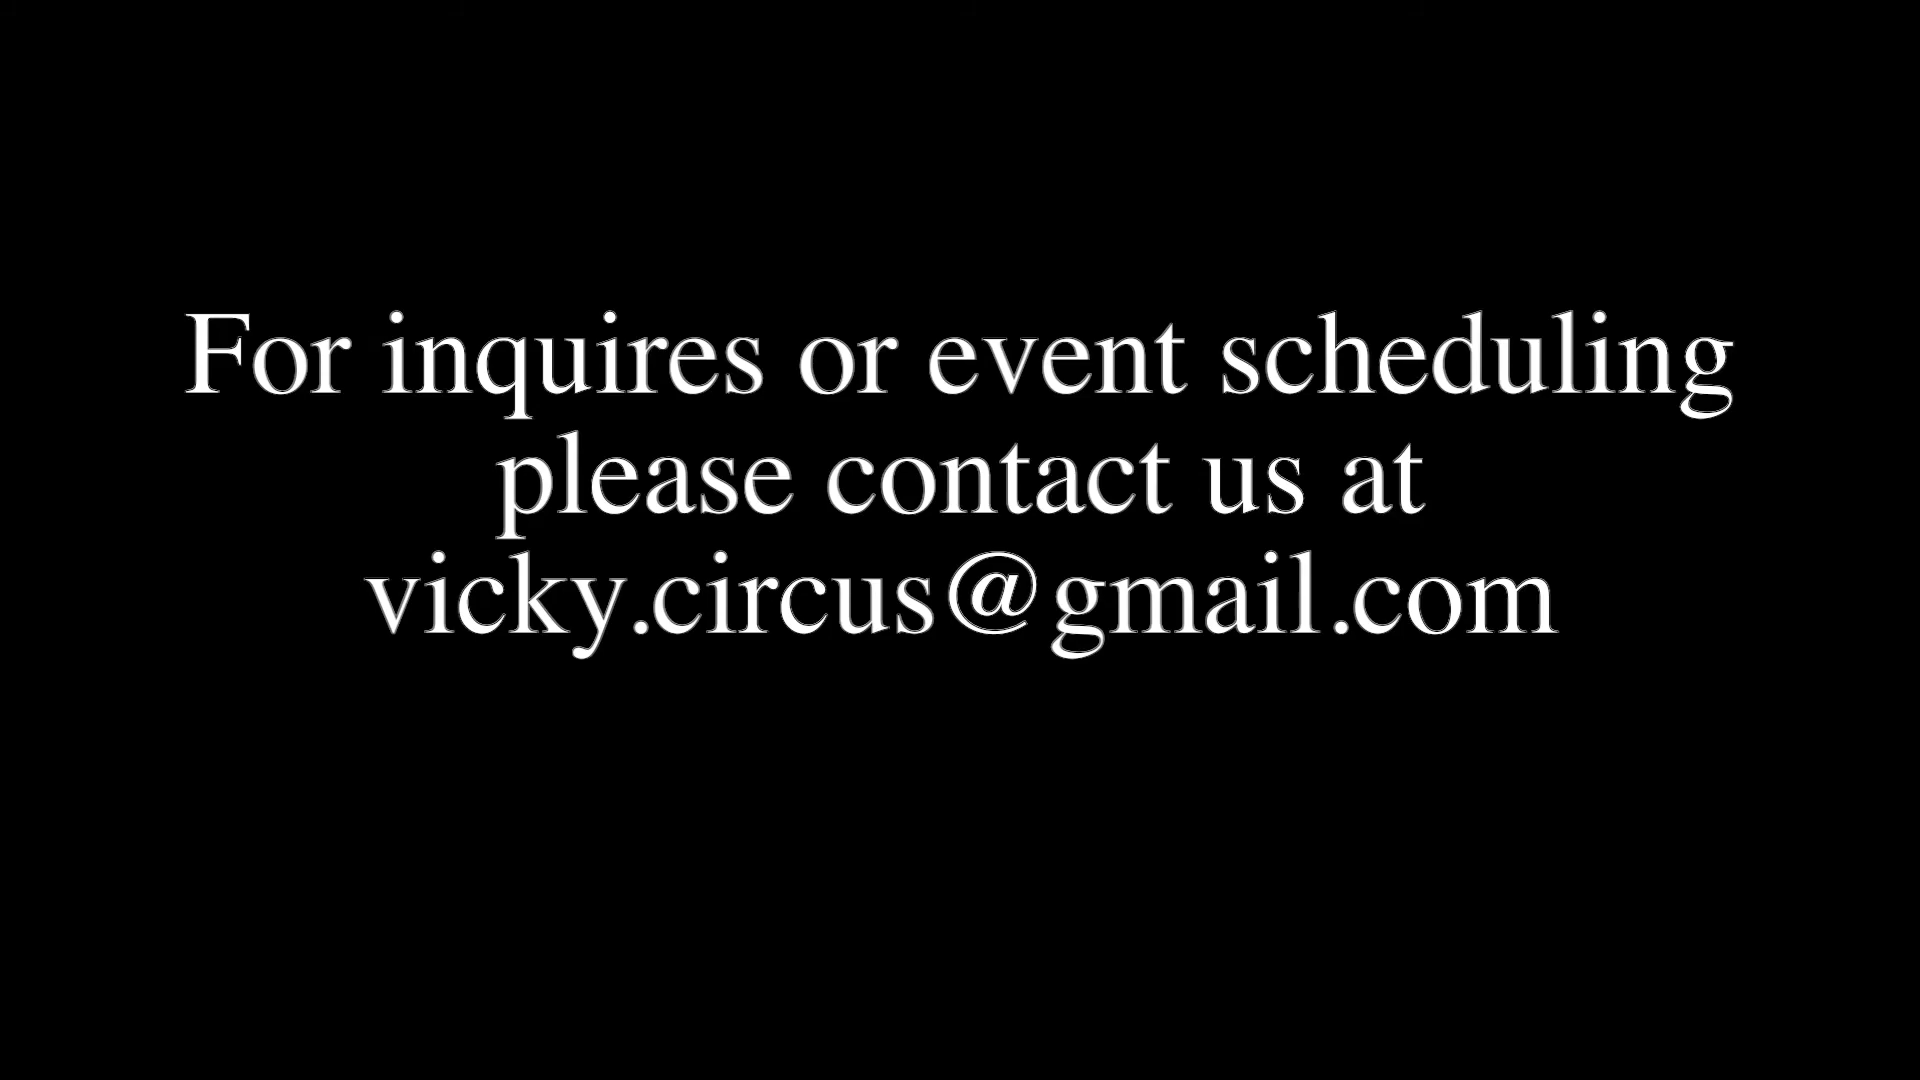 For inquires or event scheduling
please contact us at
vicky.circus@gmail.com